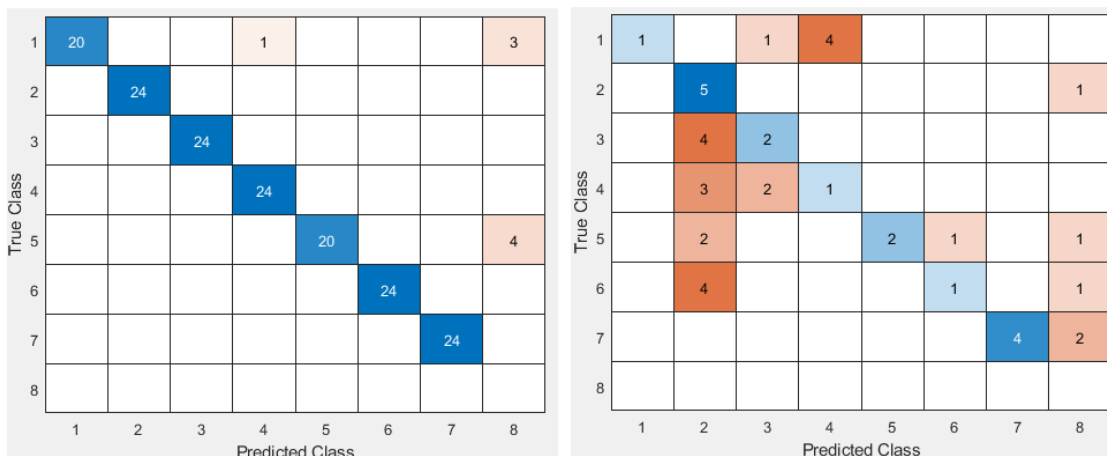 1 20 1 3
2 24
3 24
4 24
5 20 4
6 24
7 24
8
1 2 3 4 5 6 7 8
Predicted Class
True Class
1 1 1 4
2 5 1
3 4 2
4 3 2 1
5 2 2 1 1
6 4 1 1
7 4 2
8
1 2 3 4 5 6 7 8
Predicted Class
True Class